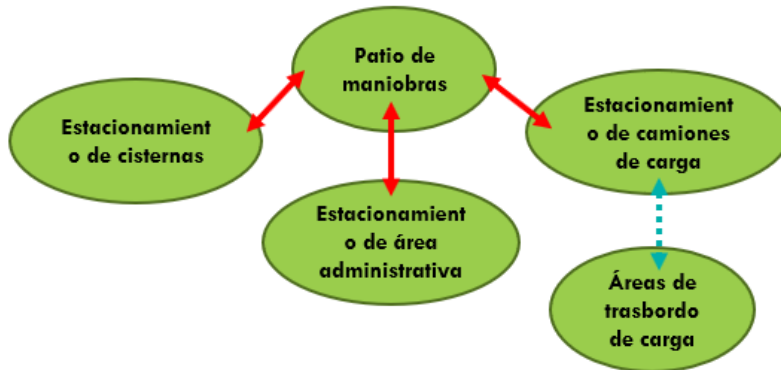 Patio de
maniobras
Estacionamient
o de cisternas
Estacionamient
o de camiones
de carga
Estacionamient
o de área
administrativa
Áreas de
trasbordo
de carga